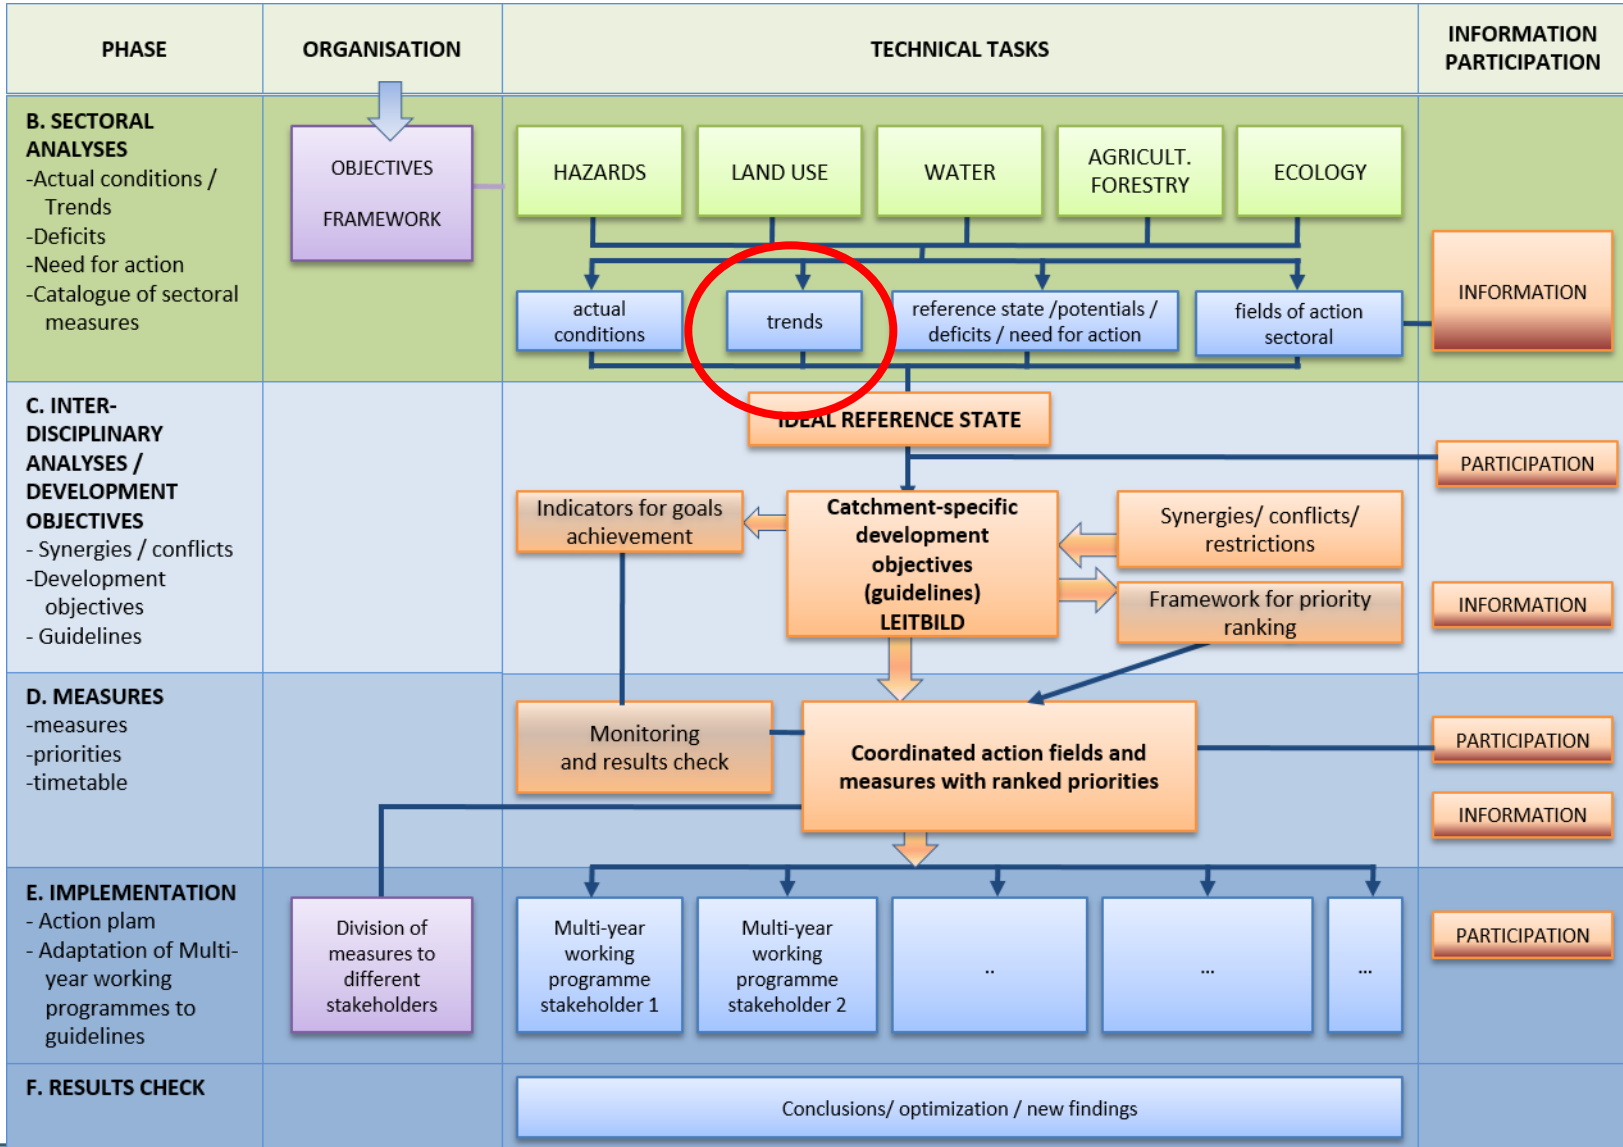 PHASE
ORGANISATION
TECHNICAL TASKS
INFORMATION
PARTICIPATION
B. SECTORAL
ANALYSES
-Actual conditions /
Trends
-Deficits
-Need for action
-Catalogue of sectoral
measures
OBJECTIVES
FRAMEWORK
HAZARDS
LAND USE
WATER
AGRICULT.
FORESTRY
ECOLOGY
actual
conditions
trends
reference state /potentials /
deficits / need for action
fields of action
sectoral
INFORMATION
C. INTER-
DISCIPLINARY
ANALYSES /
DEVELOPMENT
OBJECTIVES
- Synergies / conflicts
-Development
objectives
- Guidelines
IDEAL REFERENCE STATE
PARTICIPATION
Indicators for goals
achievement
Catchment-specific
development
objectives
(guidelines)
LEITBILD
Synergies/ conflicts/
restrictions
Framework for priority
ranking
INFORMATION
D. MEASURES
-measures
-priorities
-timetable
Monitoring
and results check
Coordinated action fields and
measures with ranked priorities
PARTICIPATION
INFORMATION
E. IMPLEMENTATION
- Action plam
- Adaptation of Multi-
year working
programmes to
guidelines
Division of
measures to
different
stakeholders
Multi-year
working
programme
stakeholder 1
Multi-year
working
programme
stakeholder 2
..
...
...
PARTICIPATION
F. RESULTS CHECK
Conclusions/ optimization / new findings